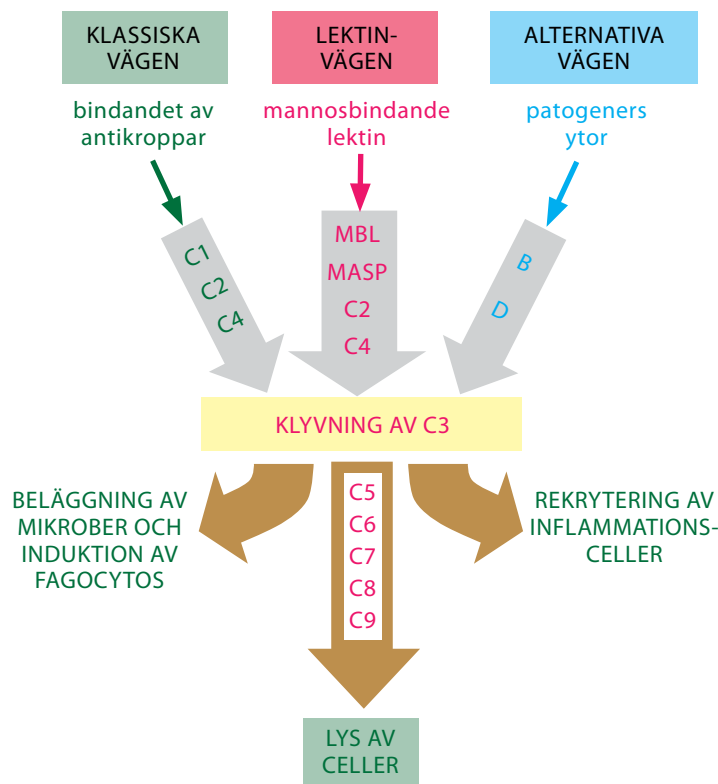 KLASSISKA
VÄGEN
LEKTIN-
VÄGEN
ALTERNATIVA
VÄGEN
bindandet av
antikroppar
mannosbindande
lektin
patogeners
ytor
C1
C2
C4
MBL
MASP
C2
C4
B
D
KLYVNING AV C3
BELÄGGNING AV
MIKROBER OCH
INDUKTION AV
FAGOCYTOS
C5
C6
C7
C8
C9
REKRYTERING AV
INFLAMMATIONS-
CELLER
LYS AV
CELLER